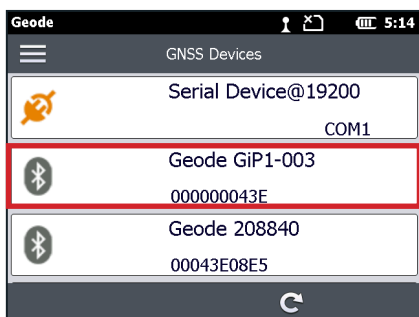 Geode 5:14
GNSS Devices
Serial Device@19200
COM1
Geode GiP1-003
000000043E
Geode 208840
00043E08E5